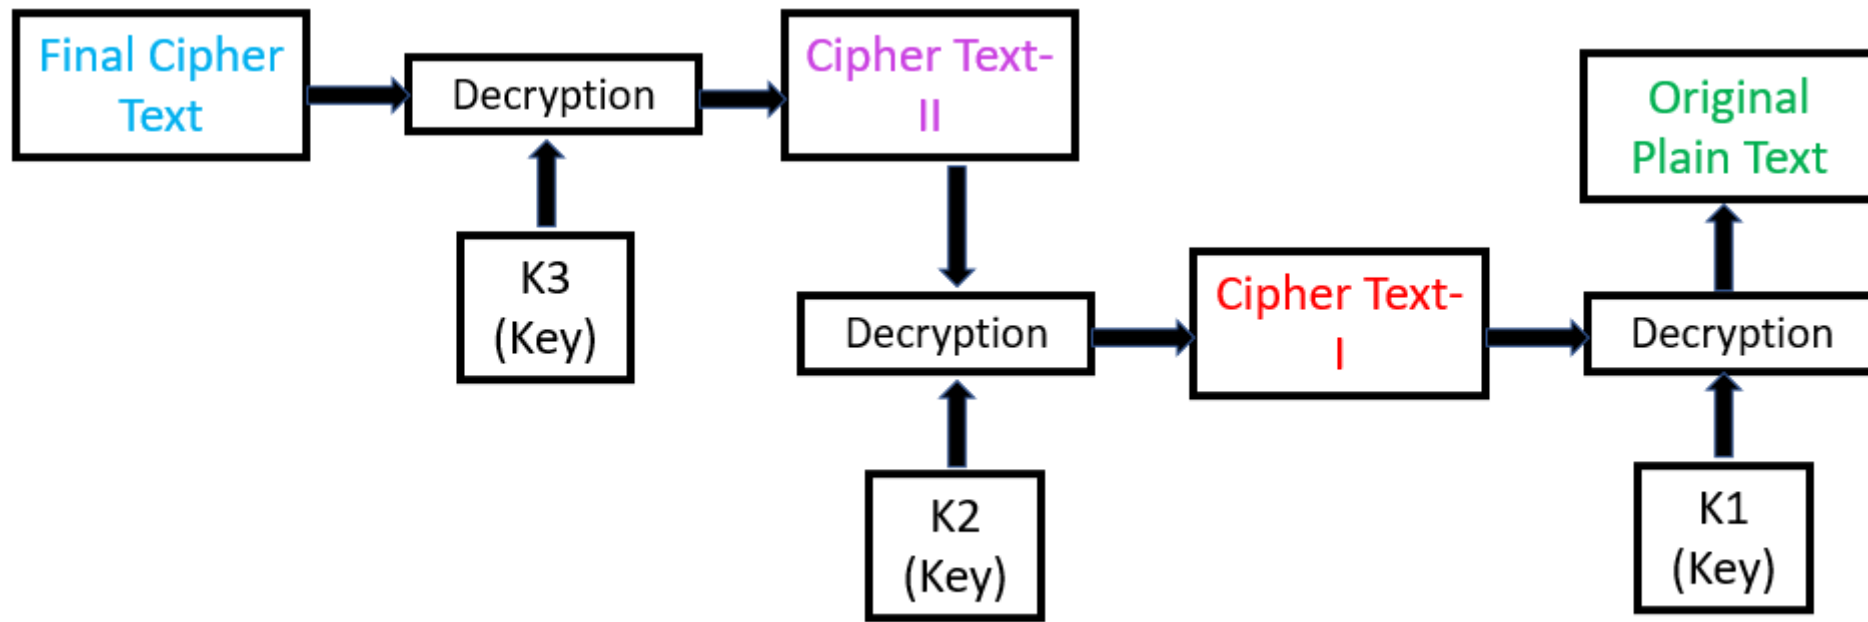 Final Cipher
Text
Decryption
Cipher Text-
II
Original
Plain Text
K3
(Key)
Decryption
Cipher Text-
I
Decryption
K2
(Key)
K1
(Key)